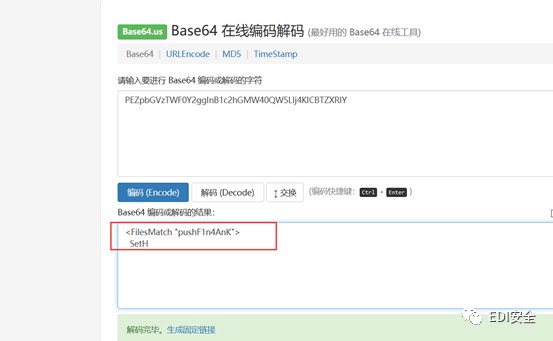 Base64.us Base64 在线编码解码 (最好用的 Base64 在线工具)
Base64 | URLEncode | MD5 | TimeStamp
请输入要进行 Base64 编码或解码的字符
PEZpbGVzTWF0Y2ggInB1c2hGMW40QW5LIj4KICBTZXRIY
编码 (Encode) 解码 (Decode) ↕ 交换 (编码快捷键: Ctrl + Enter )
Base64 编码或解码的结果:
<FilesMatch "pushF1n4AnK">
SetH
解码完毕。生成固定链接
EDI安全